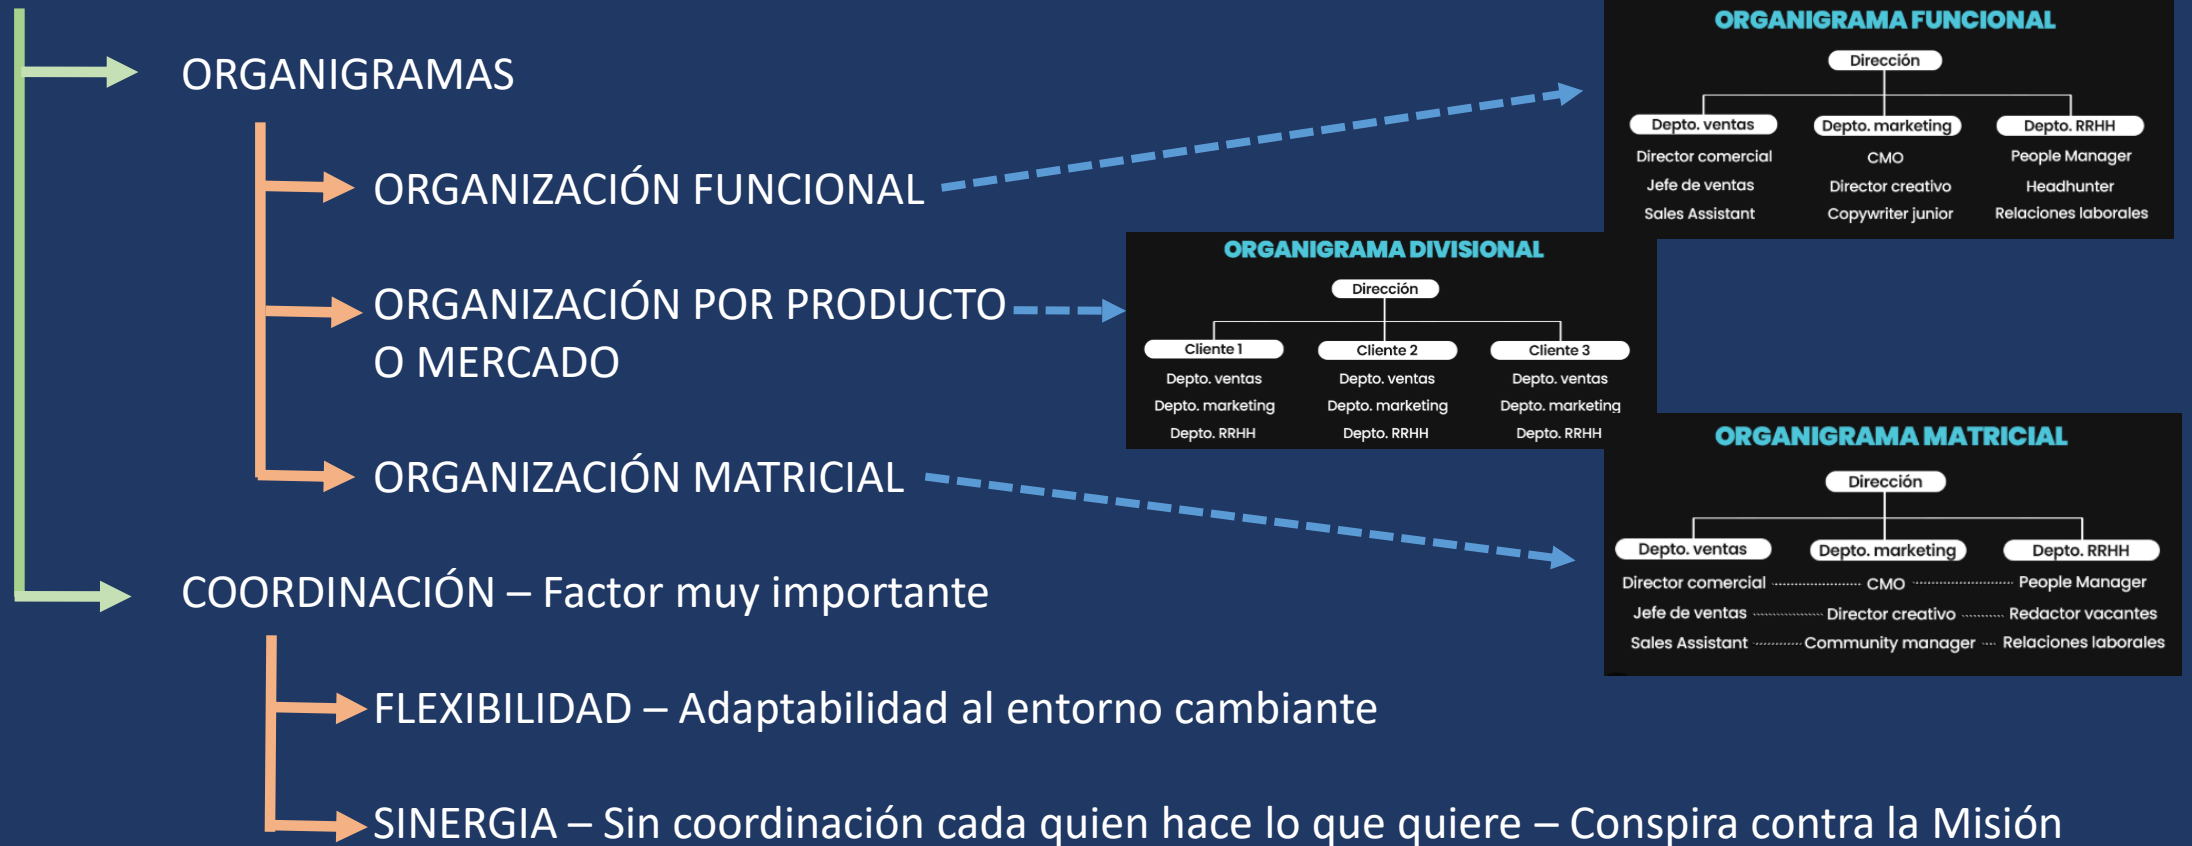 ORGANIGRAMAS
ORGANIZACIÓN FUNCIONAL
ORGANIZACIÓN POR PRODUCTO
O MERCADO
ORGANIZACIÓN MATRICIAL
COORDINACIÓN – Factor muy importante
FLEXIBILIDAD – Adaptabilidad al entorno cambiante
SINERGIA – Sin coordinación cada quien hace lo que quiere – Conspira contra la Misión
ORGANIGRAMA FUNCIONAL
Dirección
Depto. ventas Depto. marketing Depto. RRHH
Director comercial CMO People Manager
Jefe de ventas Director creativo Headhunter
Sales Assistant Copywriter junior Relaciones laborales
ORGANIGRAMA DIVISIONAL
Dirección
Cliente 1 Cliente 2 Cliente 3
Depto. ventas Depto. ventas Depto. ventas
Depto. marketing Depto. marketing Depto. marketing
Depto. RRHH Depto. RRHH Depto. RRHH
ORGANIGRAMA MATRICIAL
Dirección
Depto. ventas Depto. marketing Depto. RRHH
Director comercial CMO People Manager
Jefe de ventas Director creativo Redactor vacantes
Sales Assistant Community manager Relaciones laborales